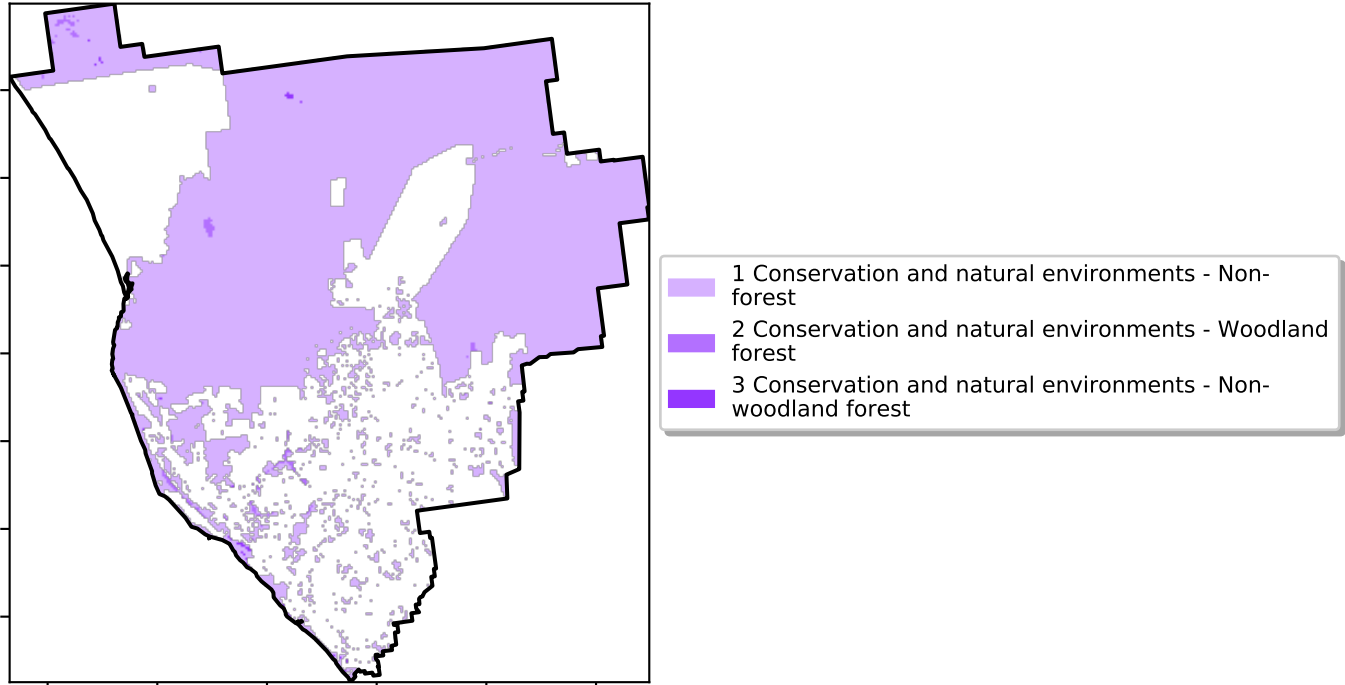 1 Conservation and natural environments - Non-
forest
2 Conservation and natural environments - Woodland
forest
3 Conservation and natural environments - Non-
woodland forest